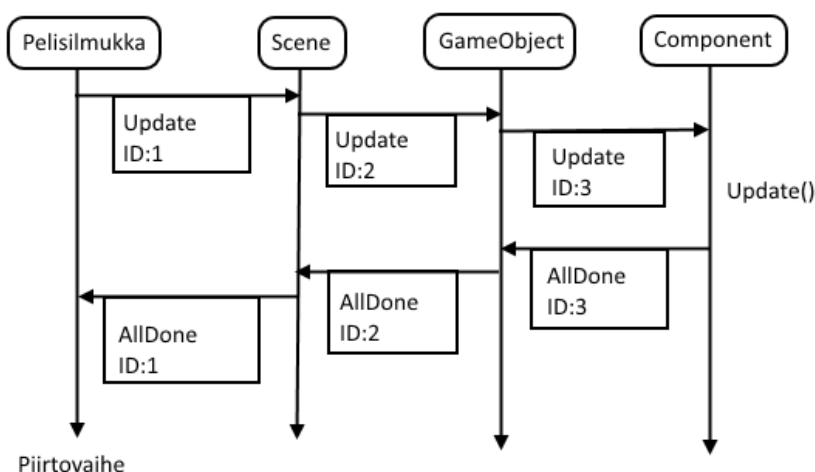 Pelisilmukka
Scene
GameObject
Component
Update
ID:1
Update
ID:2
Update
ID:3
Update()
AllDone
ID:3
AllDone
ID:2
AllDone
ID:1
Piirtovaihe